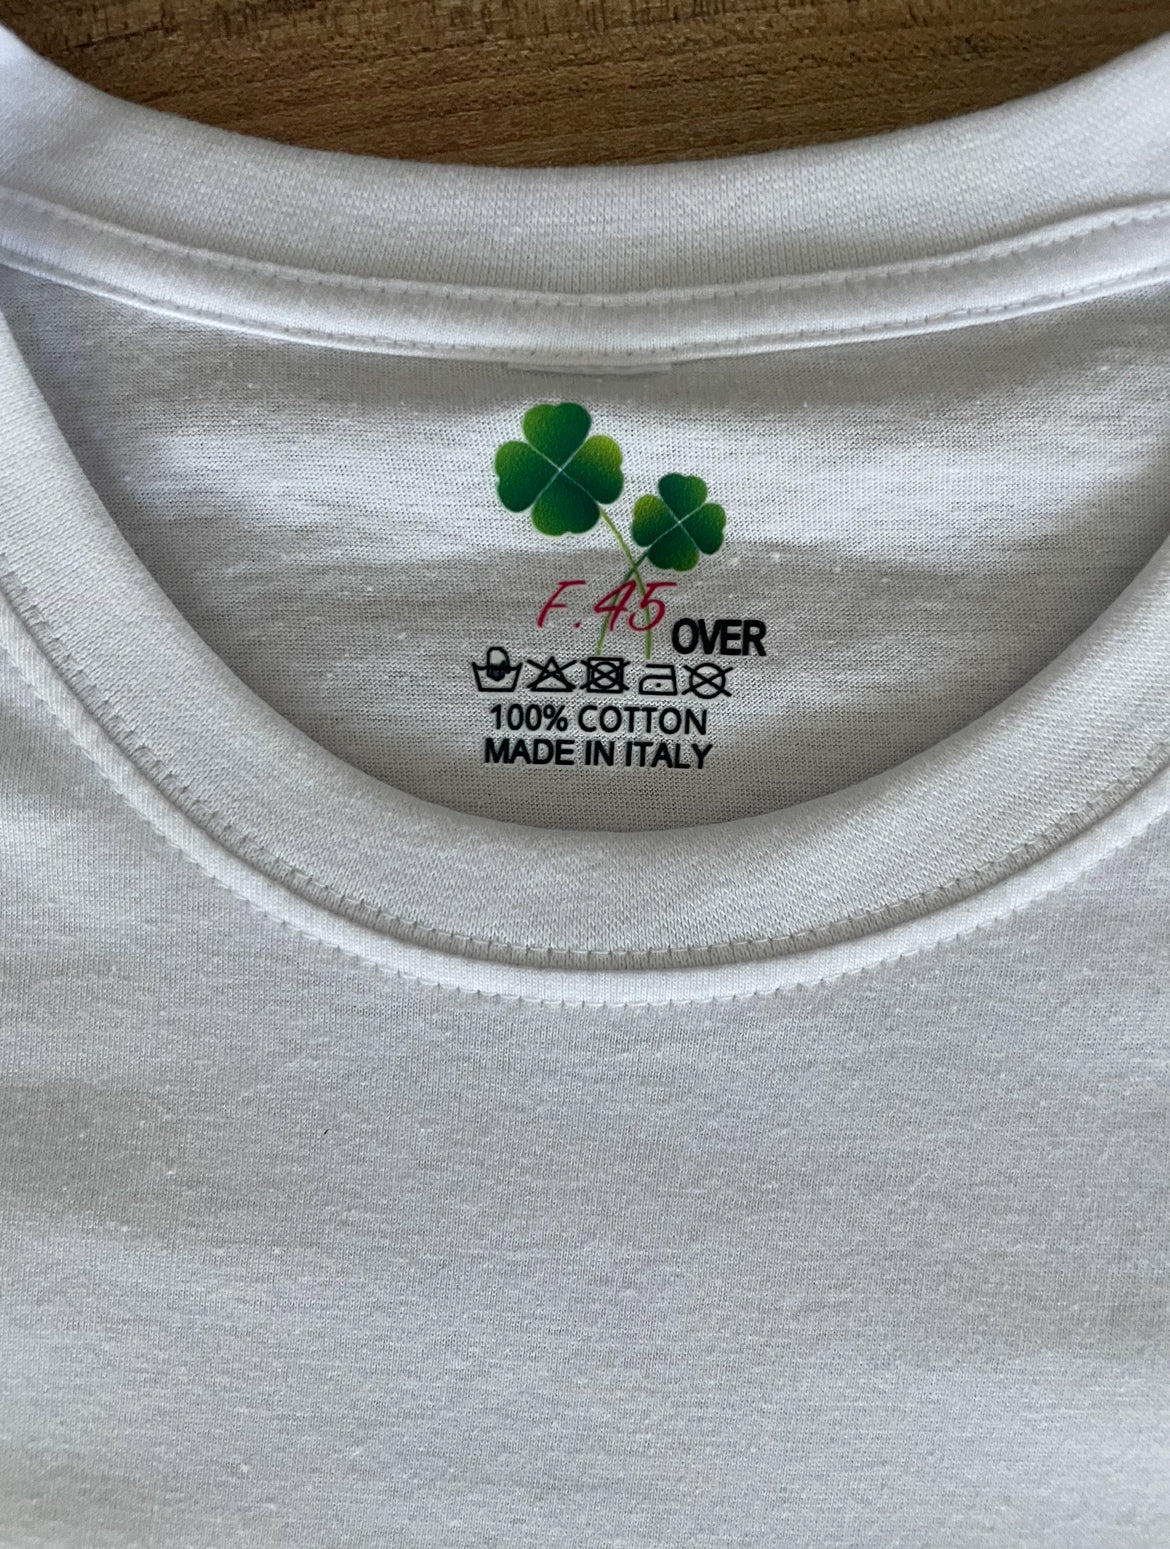 F.45
OVER
100% COTTON
MADE IN ITALY